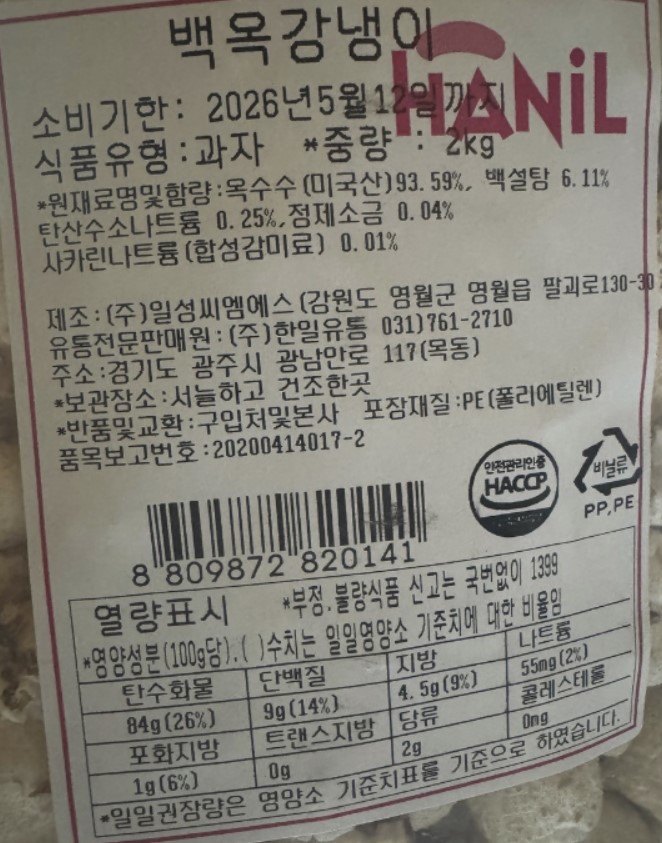 백옥강냉이
HANiL
소비기한: 2026년5월12일까지
식품유형:과자 *중량 : 2kg
*원재료명및함량:옥수수(미국산)93.59%, 백설탕 6.11%
탄산수소나트륨 0.25%,정제소금 0.04%
사카린나트륨(합성감미료) 0.01%
제조:(주)일성씨엠에스(강원도 영월군 영월읍 팔괴로130-30
유통전문판매원:(주)한일유통 031)761-2710
주소:경기도 광주시 광남안로 117(목동)
*보관장소:서늘하고 건조한곳
*반품및교환:구입처및본사 포장재질:PE(폴리에틸렌)
품목보고번호:20200414017-2
안전관리인증
HACCP
비닐류
PP,PE
8 809872 820141
열량표시 *부정.불량식품 신고는 국번없이 1399
*영양성분(100g당).( )수치는 일일영양소 기준치에 대한 비율임
탄수화물 단백질 지방 나트륨
84g(26%) 9g(14%) 4.5g(9%) 55mg(2%)
포화지방 트랜스지방 당류 콜레스테롤
1g(6%) 0g 2g 0mg
*일일권장량은 영양소 기준치표를 기준으로 하였습니다.